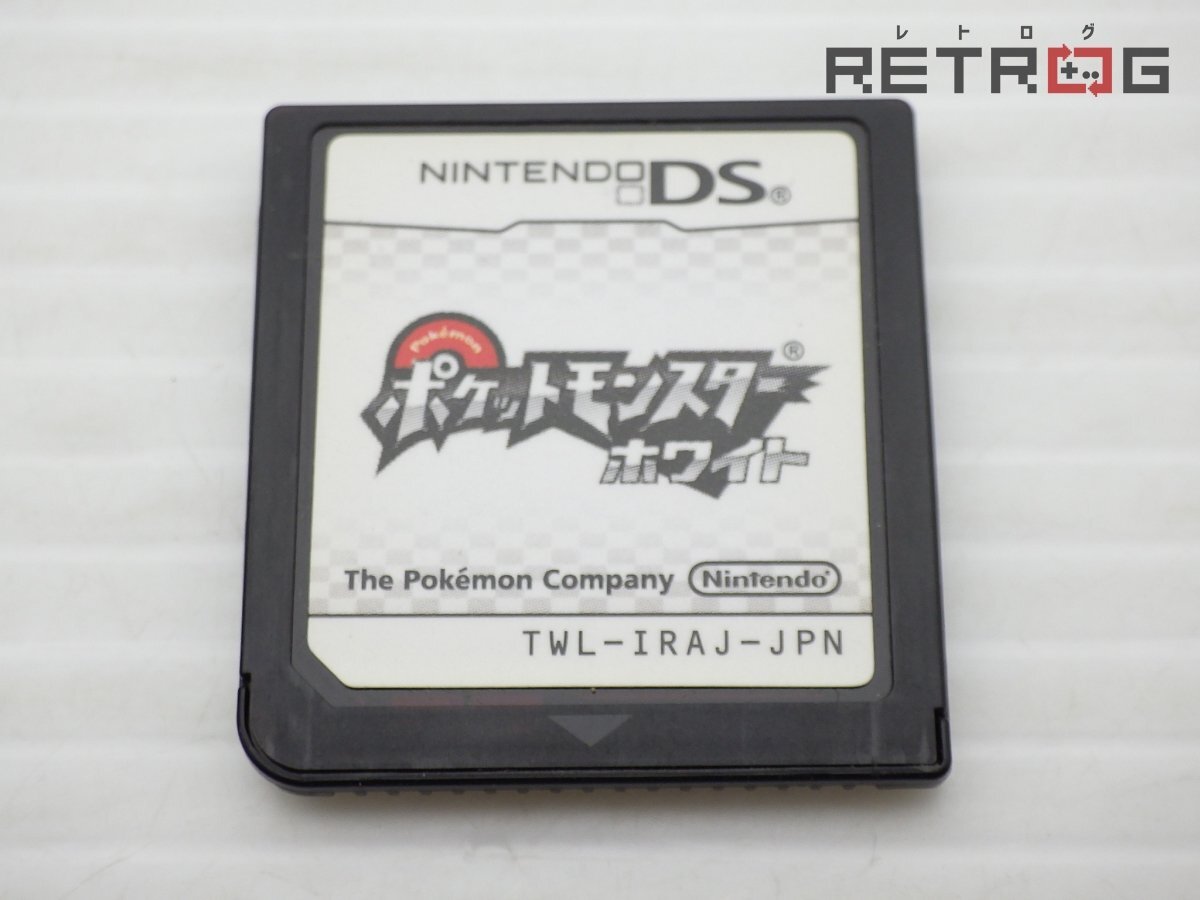 レトログ
RETROG
NINTENDO DS®
Pokémon
ポケットモンスター®
ホワイト
The Pokémon Company Nintendo®
TWL-IRAJ-JPN